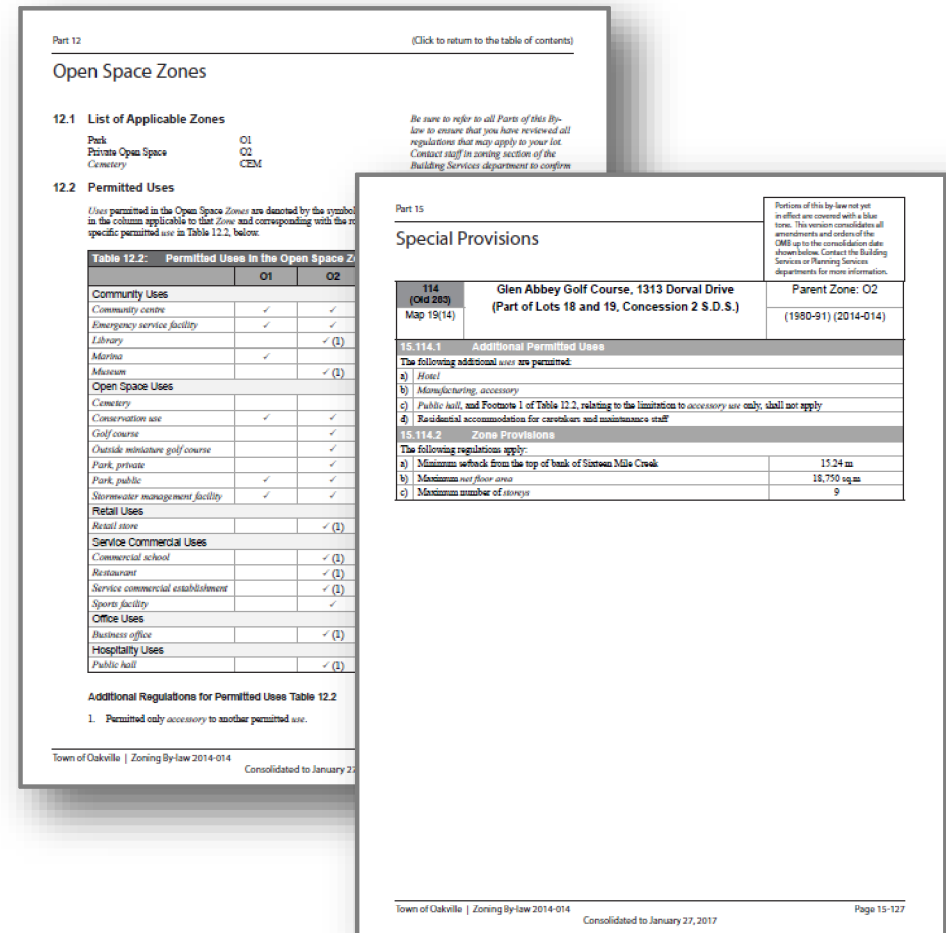 Part 12 (Click to return to the table of contents)
Open Space Zones
12.1 List of Applicable Zones
Park O1
Private Open Space O2
Cemetery CEM
Be sure to refer to all Parts of this By-
law to ensure that you have reviewed all
regulations that may apply to your lot.
Contact staff in zoning section of the
Building Services department to confirm
12.2 Permitted Uses
Uses permitted in the Open Space Zones are denoted by the symbol
in the column applicable to that Zone and corresponding with the
specific permitted use in Table 12.2, below.
Table 12.2: Permitted Uses in the Open Space
O1 O2
Community Uses
Community centre ✓ ✓
Emergency service facility ✓ ✓
Library ✓ (1)
Marina ✓
Museum ✓ (1)
Open Space Uses
Cemetery
Conservation use ✓ ✓
Golf course ✓
Outside miniature golf course ✓
Park, private ✓
Park, public ✓ ✓
Stormwater management facility ✓ ✓
Retail Uses
Retail store ✓ (1)
Service Commercial Uses
Commercial school ✓ (1)
Restaurant ✓ (1)
Service commercial establishment ✓ (1)
Sports facility ✓
Office Uses
Business office ✓ (1)
Hospitality Uses
Public hall ✓ (1)
Additional Regulations for Permitted Uses Table 12.2
1. Permitted only accessory to another permitted use.
Town of Oakville | Zoning By-law 2014-014
Consolidated to January
Part 15
Special Provisions
Portions of this by-law not yet
in effect are covered with a blue
tone. This version consolidates all
amendments and orders of the
OMB up to the consolidation date
shown below. Contact the Building
Services or Planning Services
departments for more information.
114
(Old 283)
Map 19(14)
Glen Abbey Golf Course, 1313 Dorval Drive
(Part of Lots 18 and 19, Concession 2 S.D.S.)
Parent Zone: O2
(1980-91) (2014-014)
15.114.1 Additional Permitted Uses
The following additional uses are permitted:
a) Hotel
b) Manufacturing, accessory
c) Public hall, and Footnote 1 of Table 12.2, relating to the limitation to accessory use only, shall not apply
d) Residential accommodation for caretakers and maintenance staff
15.114.2 Zone Provisions
The following regulations apply:
a) Minimum setback from the top of bank of Sixteen Mile Creek 15.24 m
b) Maximum net floor area 18,750 sq.m
c) Maximum number of storeys 9
Town of Oakville | Zoning By-law 2014-014 Page 15-127
Consolidated to January 27, 2017